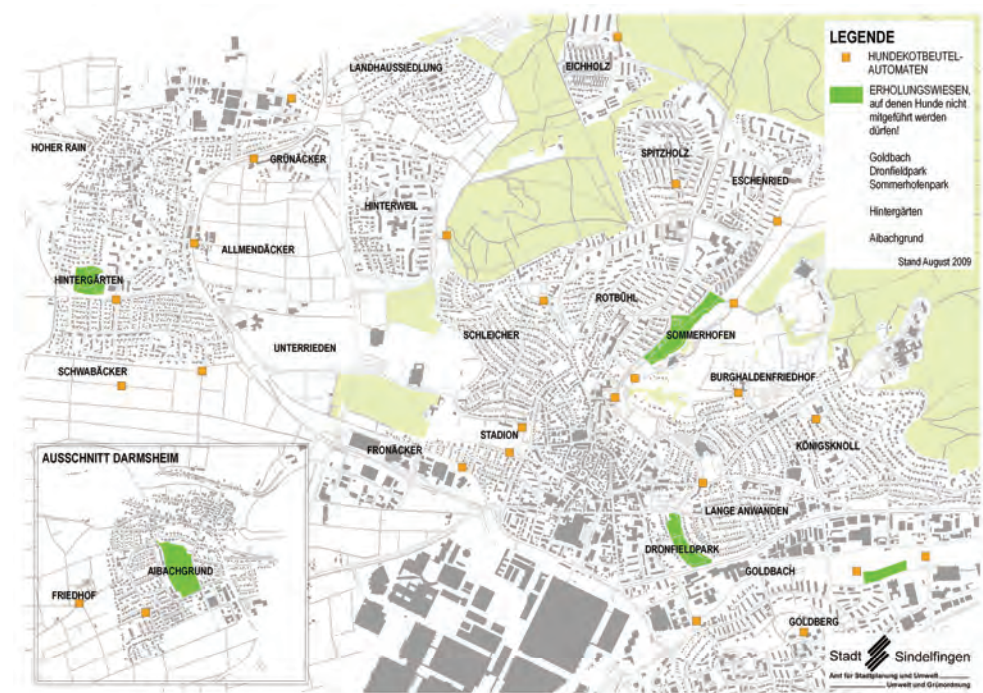 LEGENDE
HUNDEKOTBEUTEL-
AUTOMATEN
ERHOLUNGSWIESEN,
auf denen Hunde nicht
mitgeführt werden
dürfen!
Goldbach
Dronfieldpark
Sommerhofenpark
Hintergärten
Aibachgrund
Stand August 2009
LANDHAUSSIEDLUNG
EICHHOLZ
HOHER RAIN
GRÜNÄCKER
SPITZHOLZ
ESCHENRIED
HINTERWEIL
ALLMENDÄCKER
HINTERGÄRTEN
ROTBÜHL
SCHLEICHER
SOMMERHOFEN
UNTERRIEDEN
SCHWABÄCKER
BURGHALDENFRIEDHOF
STADION
FRONÄCKER
KÖNIGSKNOLL
LANGE ANWANDEN
DRONFIELDPARK
GOLDBACH
GOLDBERG
AUSSCHNITT DARMSHEIM
AIBACHGRUND
FRIEDHOF
Stadt Sindelfingen
Amt für Stadtplanung und Umwelt
Umwelt und Grünordnung